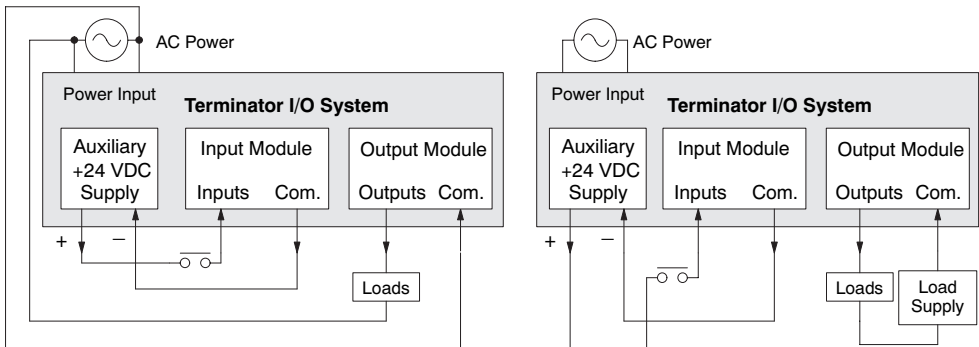 AC Power
Power Input
Terminator I/O System
Auxiliary
+24 VDC
Supply
Input Module
Inputs Com.
Output Module
Outputs Com.
+ –
Loads
AC Power
Power Input
Terminator I/O System
Auxiliary
+24 VDC
Supply
Input Module
Inputs Com.
Output Module
Outputs Com.
+ –
Loads
Load
Supply